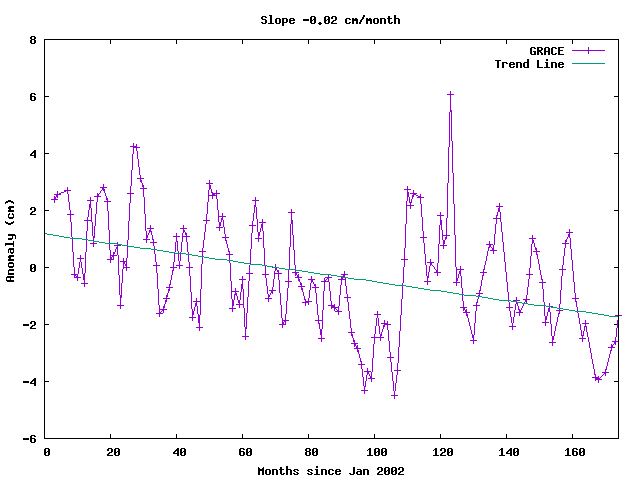 Slope -0.02 cm/month
GRACE
Trend Line
Anomaly (cm)
8
6
4
2
0
-2
-4
-6
0 20 40 60 80 100 120 140 160
Months since Jan 2002